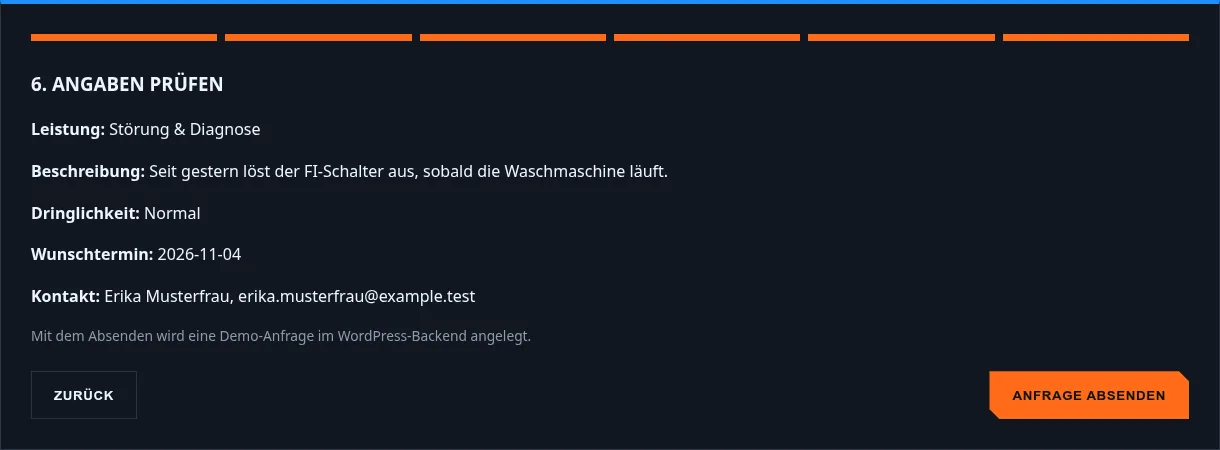 6. ANGABEN PRÜFEN
Leistung: Störung & Diagnose
Beschreibung: Seit gestern löst der FI-Schalter aus, sobald die Waschmaschine läuft.
Dringlichkeit: Normal
Wunschtermin: 2026-11-04
Kontakt: Erika Musterfrau, erika.musterfrau@example.test
Mit dem Absenden wird eine Demo-Anfrage im WordPress-Backend angelegt.
ZURÜCK
ANFRAGE ABSENDEN